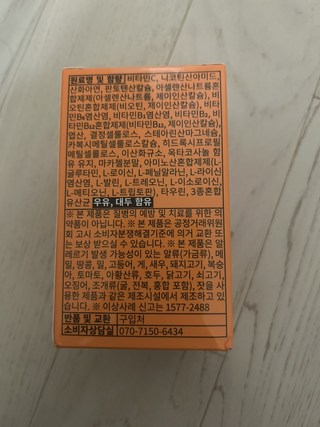 원료명 및 함량 비타민C, 니코틴산아미드,
산화아연, 판토텐산칼슘, 아셀렌산나트륨혼
합제제(아셀렌산나트륨, 제이인산칼슘), 비
오틴혼합제제(비오틴, 제이인산칼슘), 비타
민B₆염산염, 비타민B₁염산염, 비타민B₂, 비
타민B₁₂혼합제제(비타민B₁₂, 제이인산칼슘),
엽산, 결정셀룰로스, 스테아린산마그네슘,
카복시메틸셀룰로스칼슘, 히드록시프로필
메틸셀룰로스, 이산화규소, 옥타코사놀 함
유 유지, 마카젤분말, 아미노산혼합제제(L-
글루타민, L-로이신, L-페닐알라닌, L-라이신
염산염, L-발린, L-트레오닌, L-이소로이신,
L-메티오닌, L-트립토판), 타우린, 3종혼합
유산균 우유, 대두 함유
※ 본 제품은 질병의 예방 및 치료를 위한 의
약품이 아닙니다. ※ 본 제품은 공정거래위원
회 고시 소비자분쟁해결기준에 의거 교환 또
는 보상 받으실 수 있습니다. ※ 본 제품은 알
레르기 발생 가능성이 있는 알류(가금류), 메
밀, 땅콩, 밀, 고등어, 게, 새우, 돼지고기, 복숭
아, 토마토, 아황산류, 호두, 닭고기, 쇠고기,
오징어, 조개류(굴, 전복, 홍합 포함), 잣을 사
용한 제품과 같은 제조시설에서 제조하고 있
습니다. ※ 이상사례 신고는 1577-2488
반품 및 교환 구입처
소비자상담실 070-7150-6434